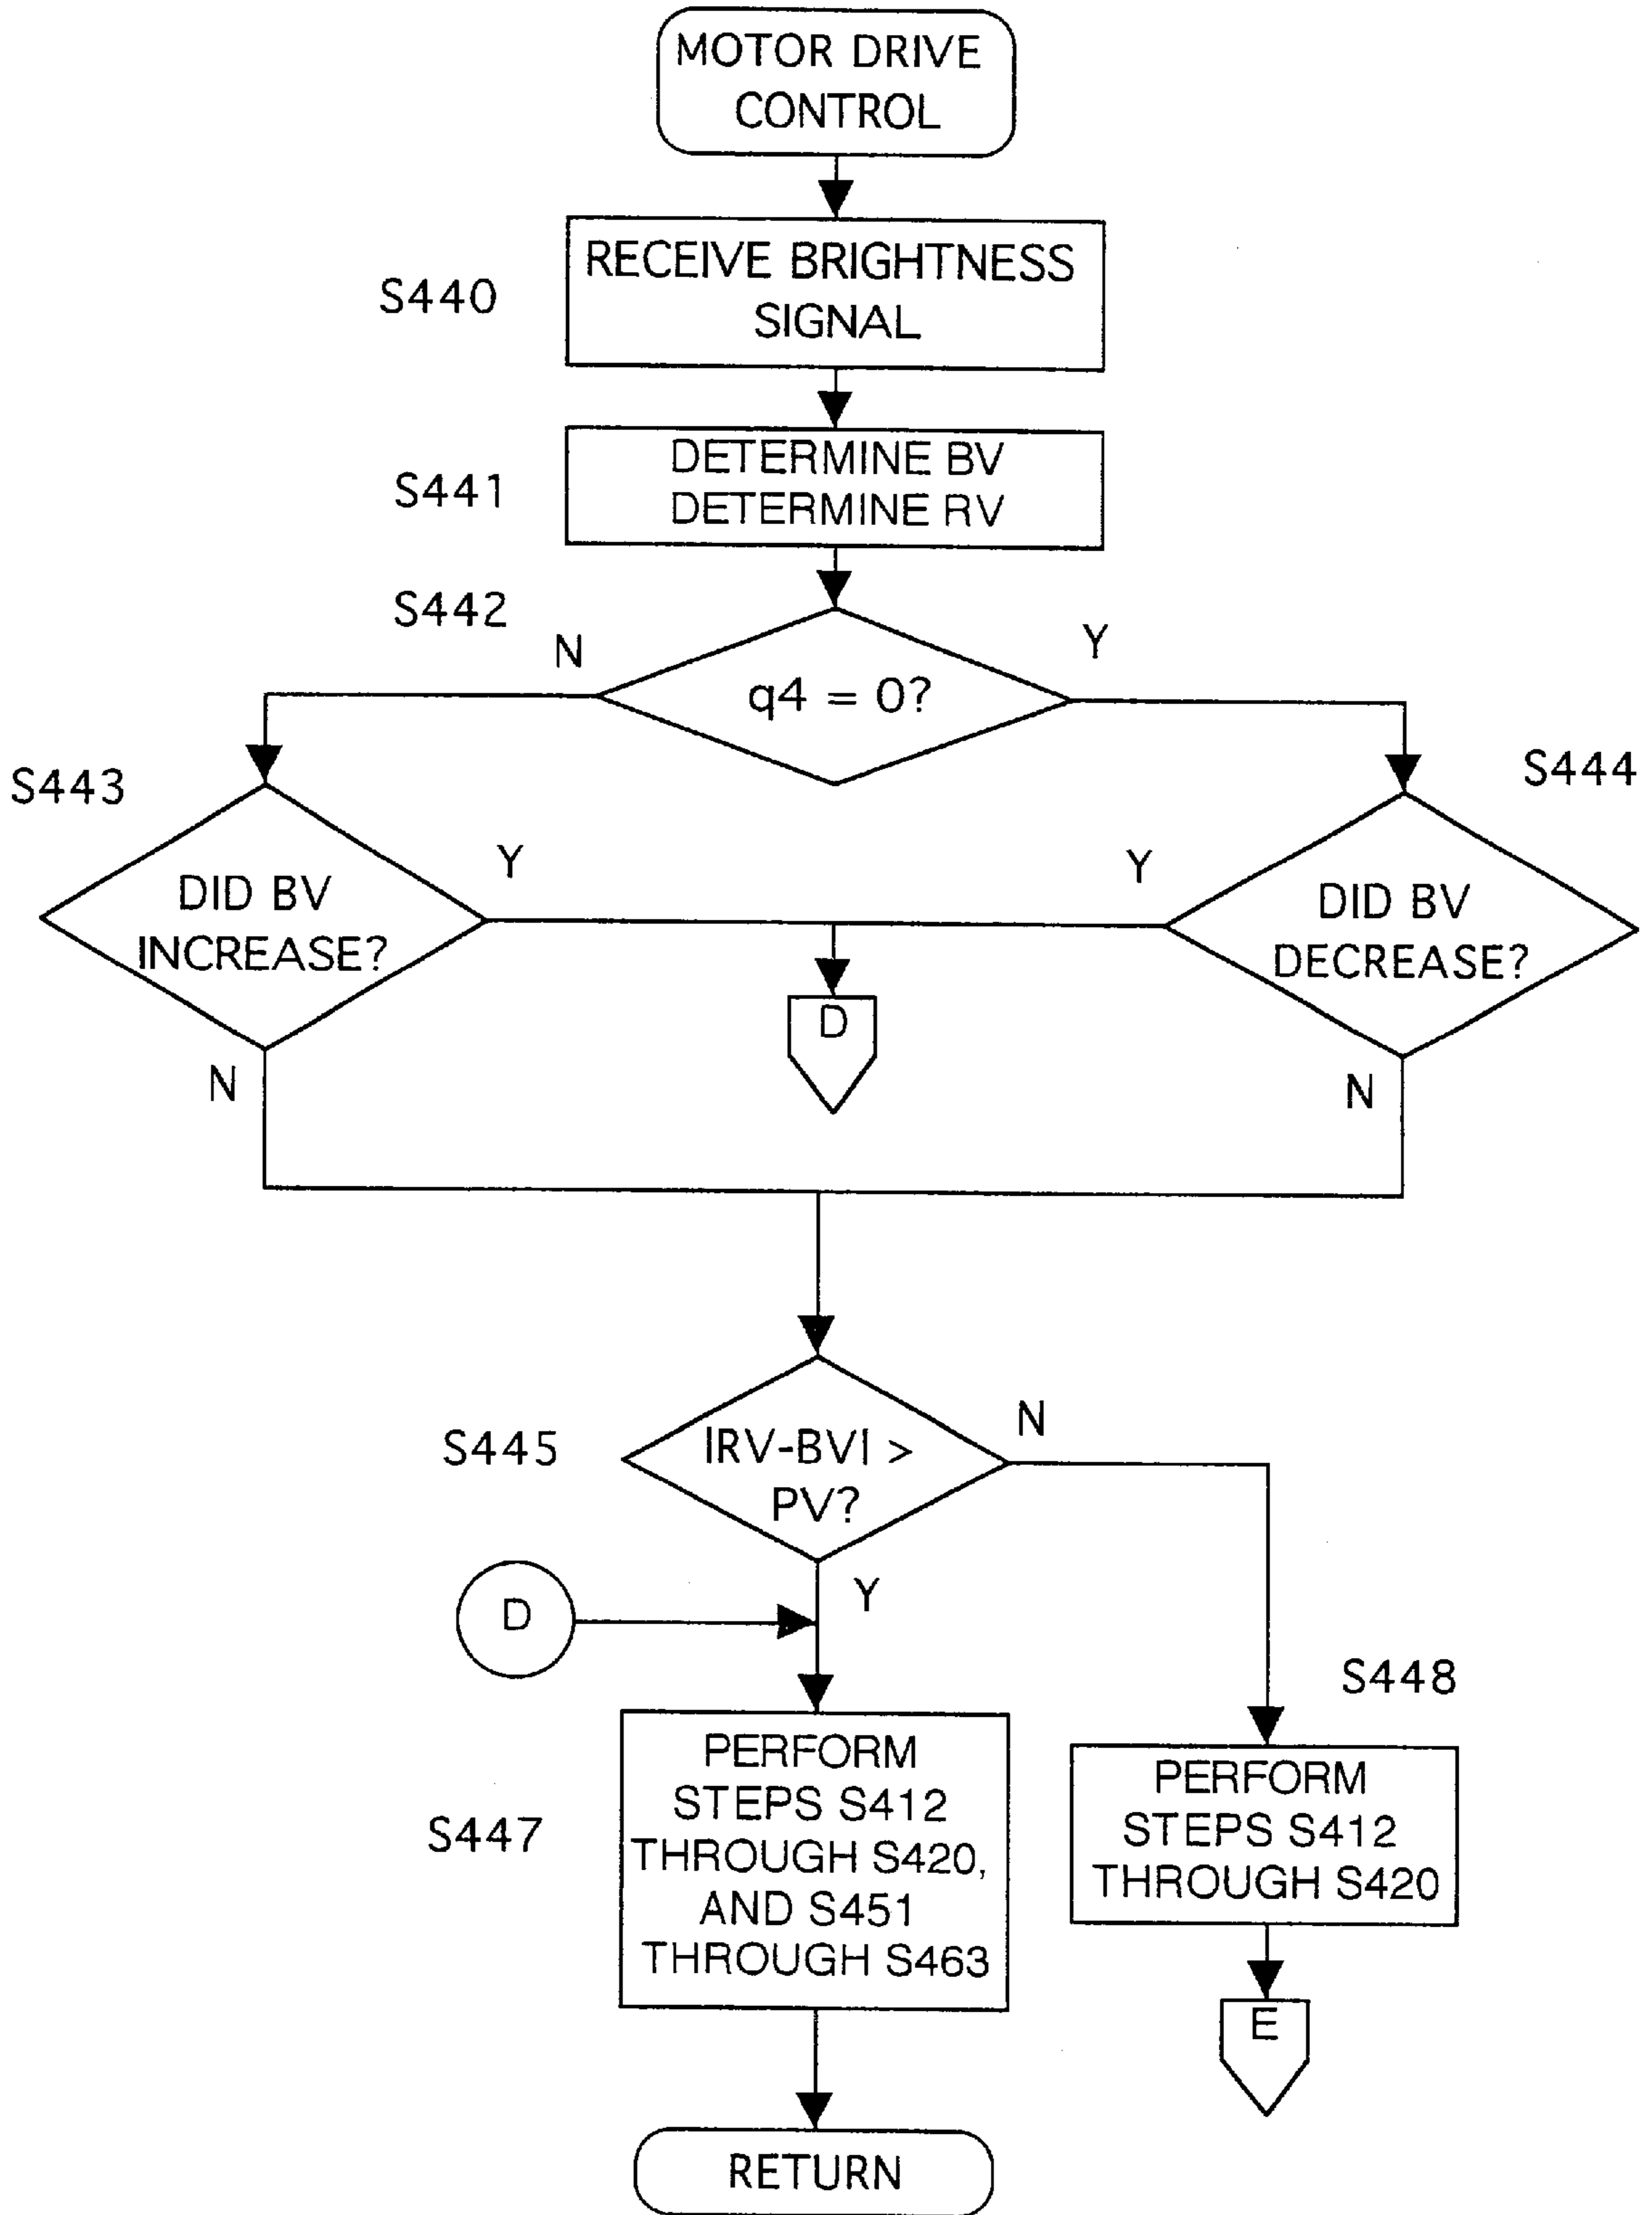 MOTOR DRIVE
CONTROL
S440
RECEIVE BRIGHTNESS
SIGNAL
S441
DETERMINE BV
DETERMINE RV
S442
N
Y
q4 = 0?
S443
S444
DID BV
INCREASE?
Y
Y
DID BV
DECREASE?
D
N
N
S445
|RV-BV| >
PV?
N
Y
D
S448
S447
PERFORM
STEPS S412
THROUGH S420,
AND S451
THROUGH S463
PERFORM
STEPS S412
THROUGH S420
E
RETURN